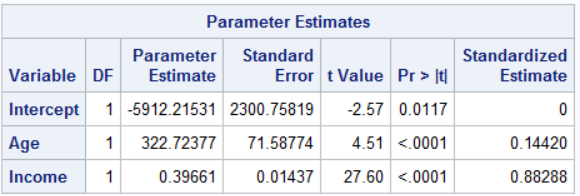 Parameter Estimates
Variable DF Parameter Estimate Standard Error t Value Pr > |t| Standardized Estimate
Intercept 1 -5912.21531 2300.75819 -2.57 0.0117 0
Age 1 322.72377 71.58774 4.51 <.0001 0.14420
Income 1 0.39661 0.01437 27.60 <.0001 0.88288